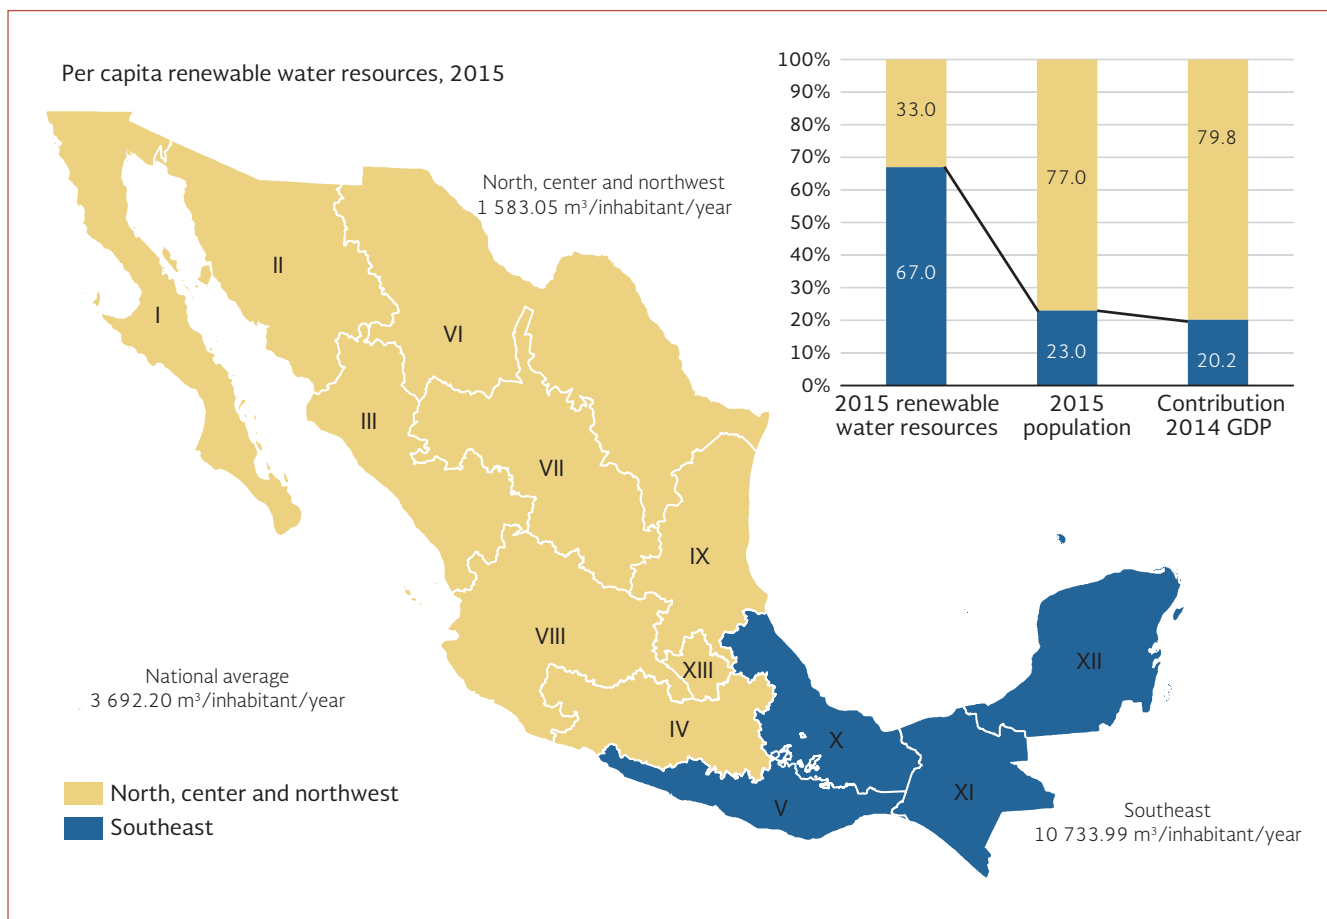 Per capita renewable water resources, 2015
North, center and northwest
1 583.05 m³/inhabitant/year
100%
90%
80%
70%
60%
50%
40%
30%
20%
10%
0%
33.0
67.0
77.0
23.0
79.8
20.2
2015 renewable
water resources
2015
population
Contribution
2014 GDP
I
II
III
VI
VII
IX
VIII
XIII
IV
X
V
XI
XII
National average
3 692.20 m³/inhabitant/year
North, center and northwest
Southeast
Southeast
10 733.99 m³/inhabitant/year